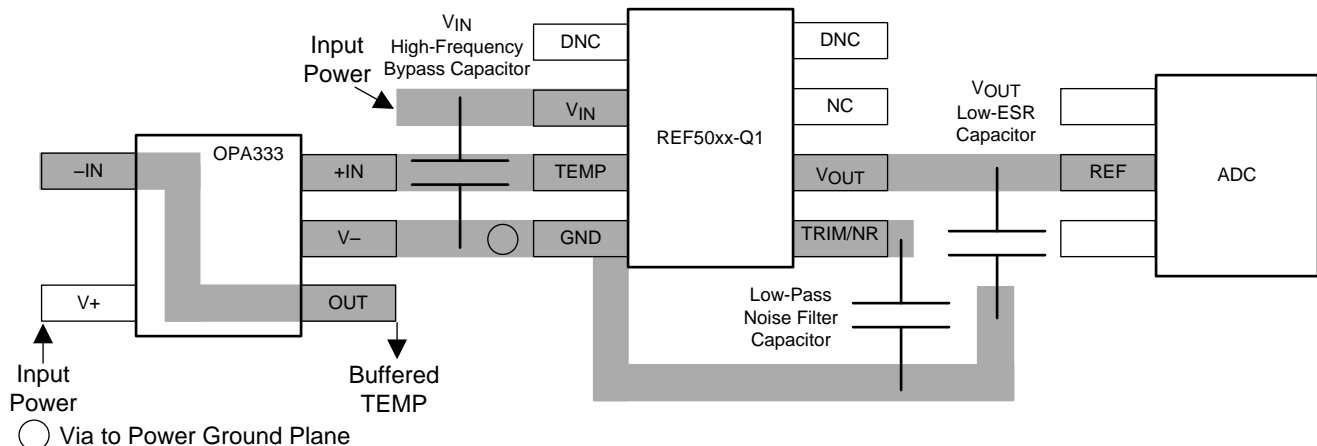 Input
Power
VIN
High-Frequency
Bypass Capacitor
DNC
VIN
TEMP
GND
REF50xx-Q1
DNC
NC
VOUT
TRIM/NR
VOUT
Low-ESR
Capacitor
REF
ADC
OPA333
–IN
V+
+IN
V–
OUT
Low-Pass
Noise Filter
Capacitor
Input
Power
Buffered
TEMP
Via to Power Ground Plane